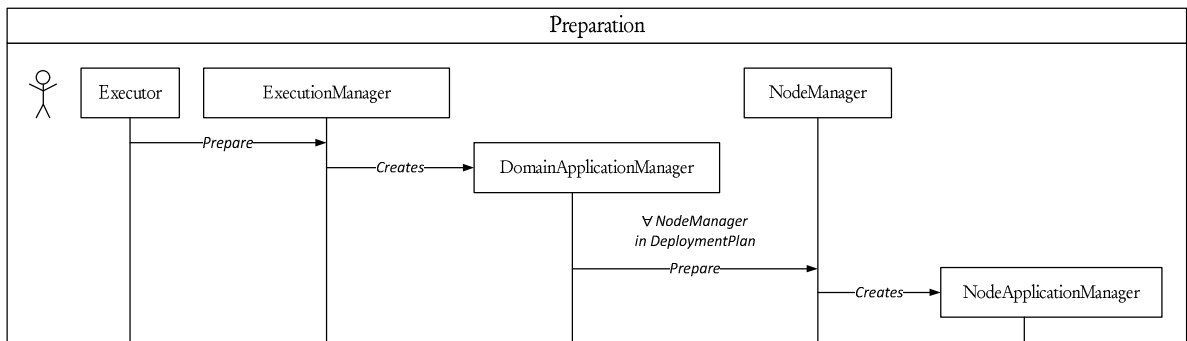 Preparation
Executor
ExecutionManager
NodeManager
Prepare
Creates
DomainApplicationManager
∀ NodeManager
in DeploymentPlan
Prepare
Creates
NodeApplicationManager